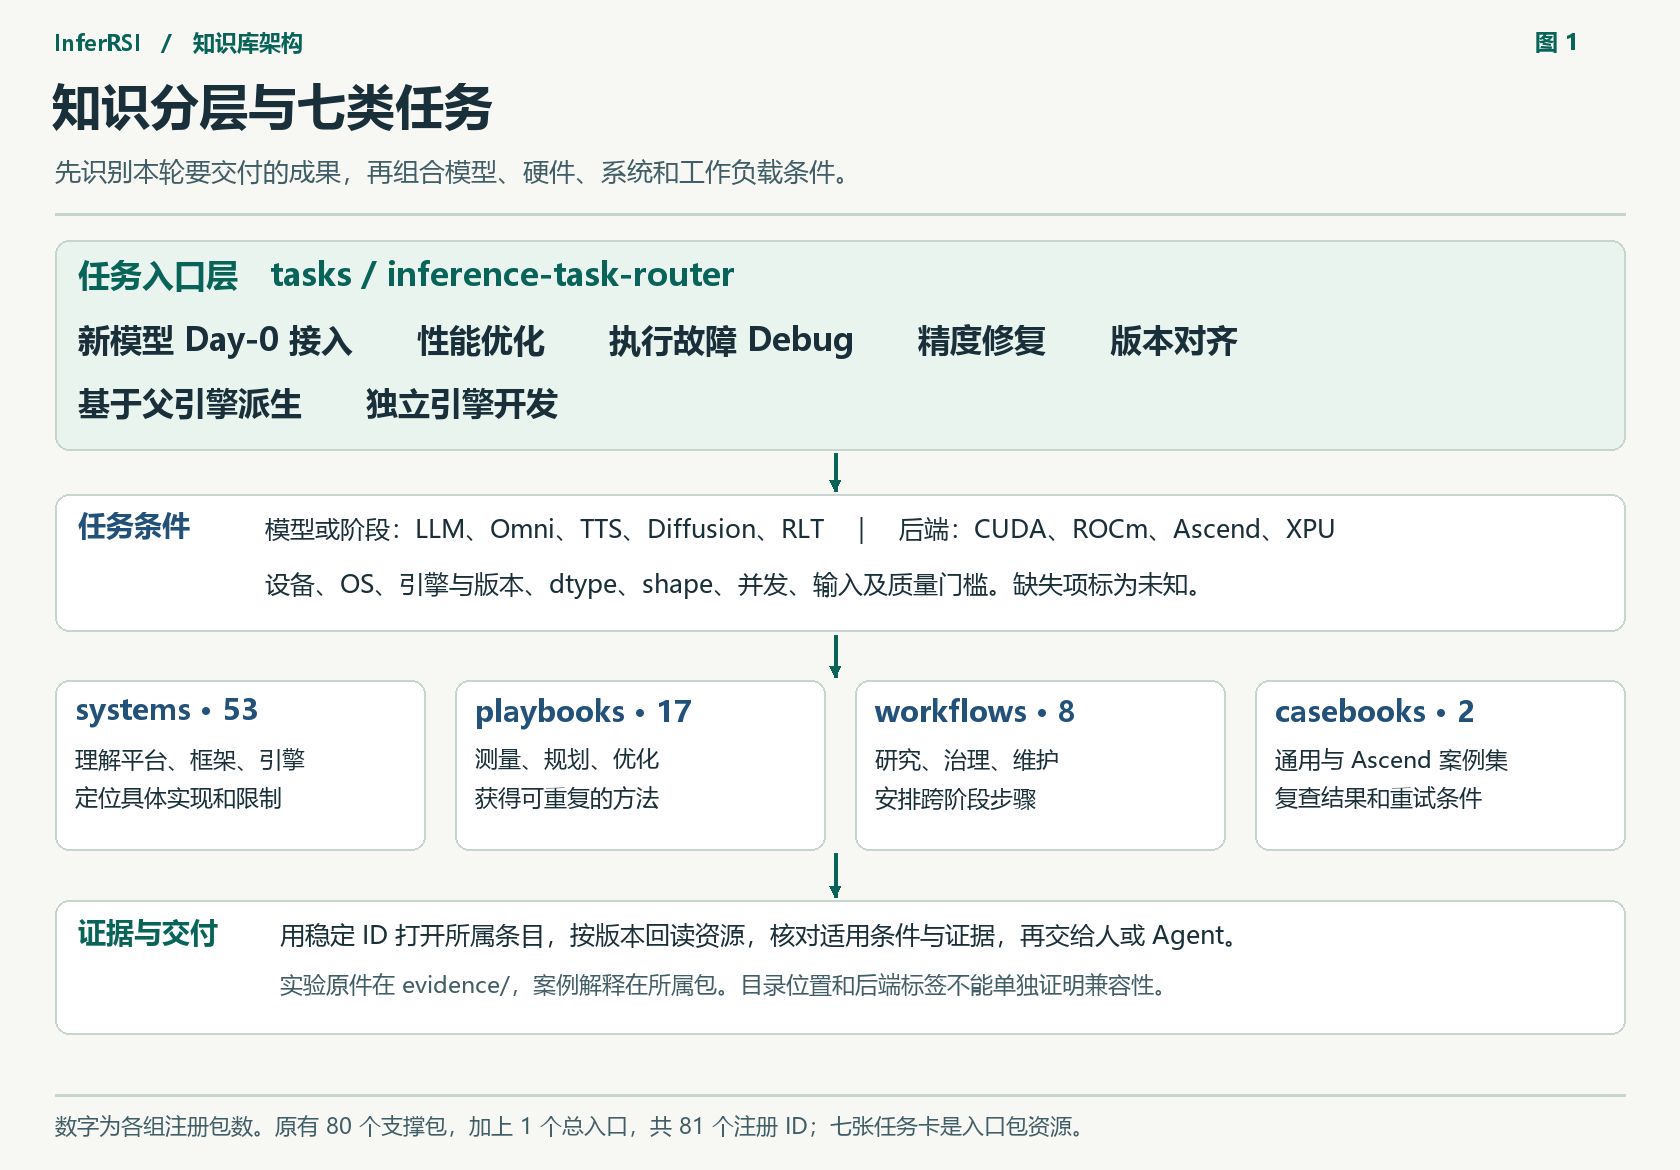 InferRSI / 知识库架构
图 1
知识分层与七类任务
先识别本轮要交付的成果，再组合模型、硬件、系统和工作负载条件。
任务入口层 tasks / inference-task-router
新模型 Day-0 接入 性能优化 执行故障 Debug 精度修复 版本对齐
基于父引擎派生 独立引擎开发
任务条件
模型或阶段：LLM、Omni、TTS、Diffusion、RLT | 后端：CUDA、ROCm、Ascend、XPU
设备、OS、引擎与版本、dtype、shape、并发、输入及质量门槛。缺失项标为未知。
systems • 53
理解平台、框架、引擎
定位具体实现和限制
playbooks • 17
测量、规划、优化
获得可重复的方法
workflows • 8
研究、治理、维护
安排跨阶段步骤
casebooks • 2
通用与 Ascend 案例集
复查结果和重试条件
证据与交付
用稳定 ID 打开所属条目，按版本回读资源，核对适用条件与证据，再交给人或 Agent。
实验原件在 evidence/，案例解释在所属包。目录位置和后端标签不能单独证明兼容性。
数字为各组注册包数。原有 80 个支撑包，加上 1 个总入口，共 81 个注册 ID；七张任务卡是入口包资源。